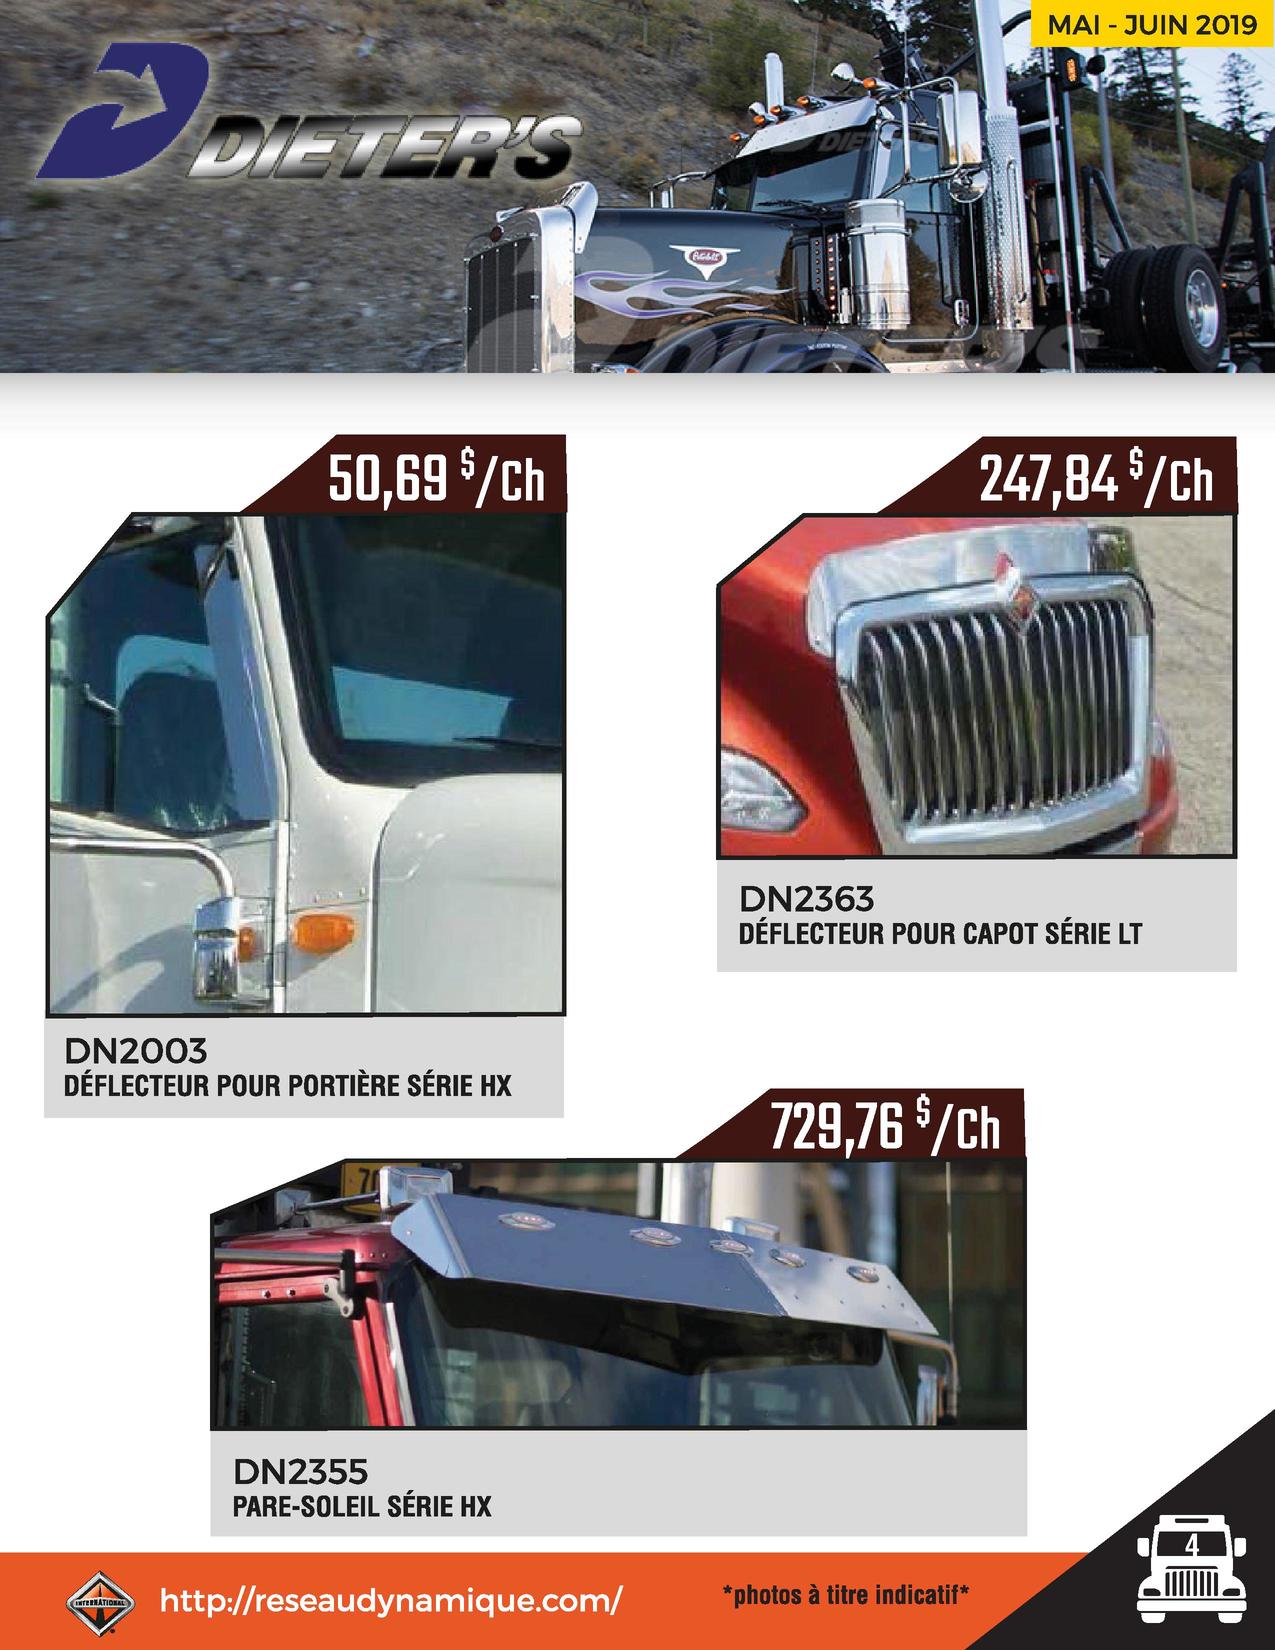 MAI - JUIN 2019
DIETER'S
Peterbilt
DIETER'S
50,69 $/Ch
247,84 $/Ch
DN2363
DÉFLECTEUR POUR CAPOT SÉRIE LT
DN2003
DÉFLECTEUR POUR PORTIÈRE SÉRIE HX
729,76 $/Ch
DN2355
PARE-SOLEIL SÉRIE HX
4
INTERNATIONAL
http://reseaudynamique.com/
*photos à titre indicatif*